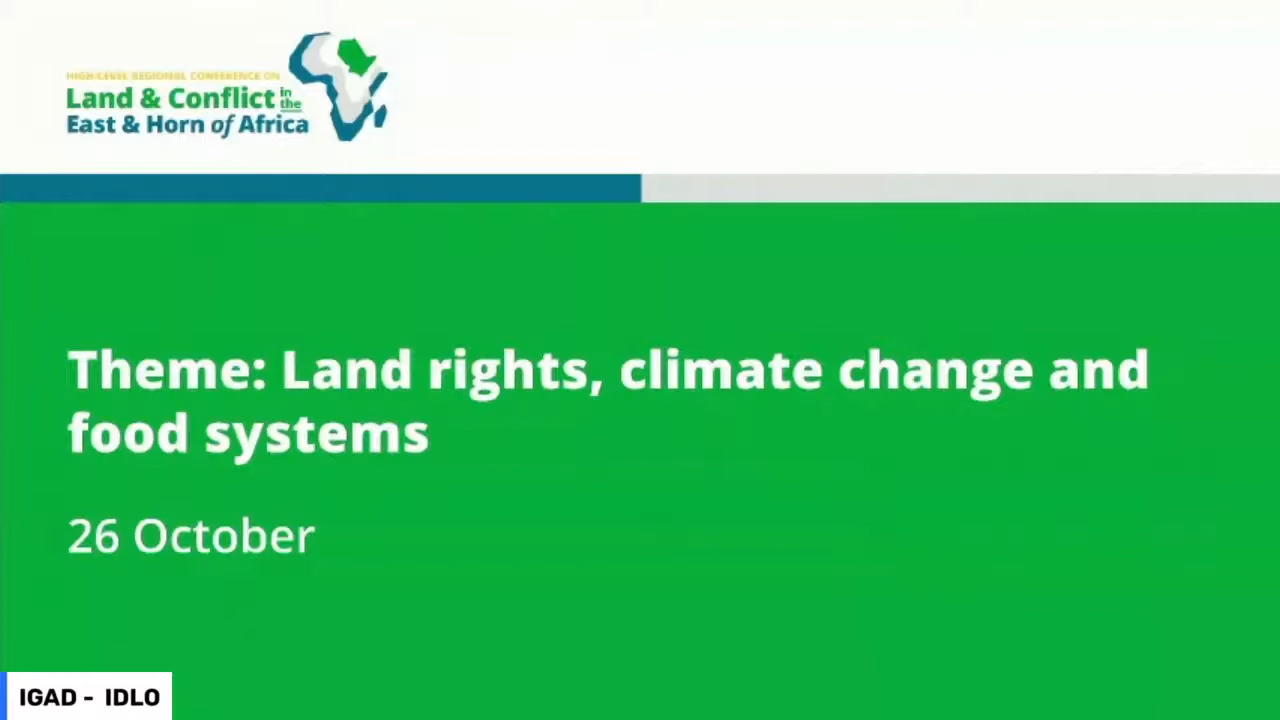 HIGH-LEVEL REGIONAL CONFERENCE ON
Land & Conflict in the
East & Horn of Africa
Theme: Land rights, climate change and
food systems
26 October
IGAD - IDLO